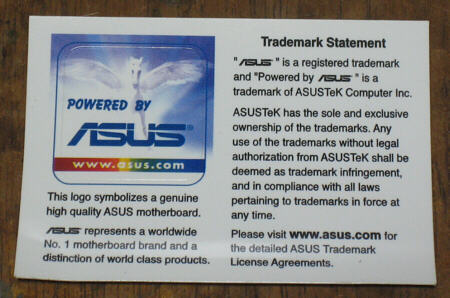 POWERED BY
ASUS®
www.asus.com
This logo symbolizes a genuine
high quality ASUS motherboard.
ASUS represents a worldwide
No. 1 motherboard brand and a
distinction of world class products.
Trademark Statement
"ASUS" is a registered trademark
and "Powered by ASUS" is a
trademark of ASUSTeK Computer Inc.
ASUSTeK has the sole and exclusive
ownership of the trademarks. Any
use of the trademarks without legal
authorization from ASUSTeK shall be
deemed as trademark infringement,
and in compliance with all laws
pertaining to trademarks in force at
any time.
Please visit www.asus.com for
the detailed ASUS Trademark
License Agreements.